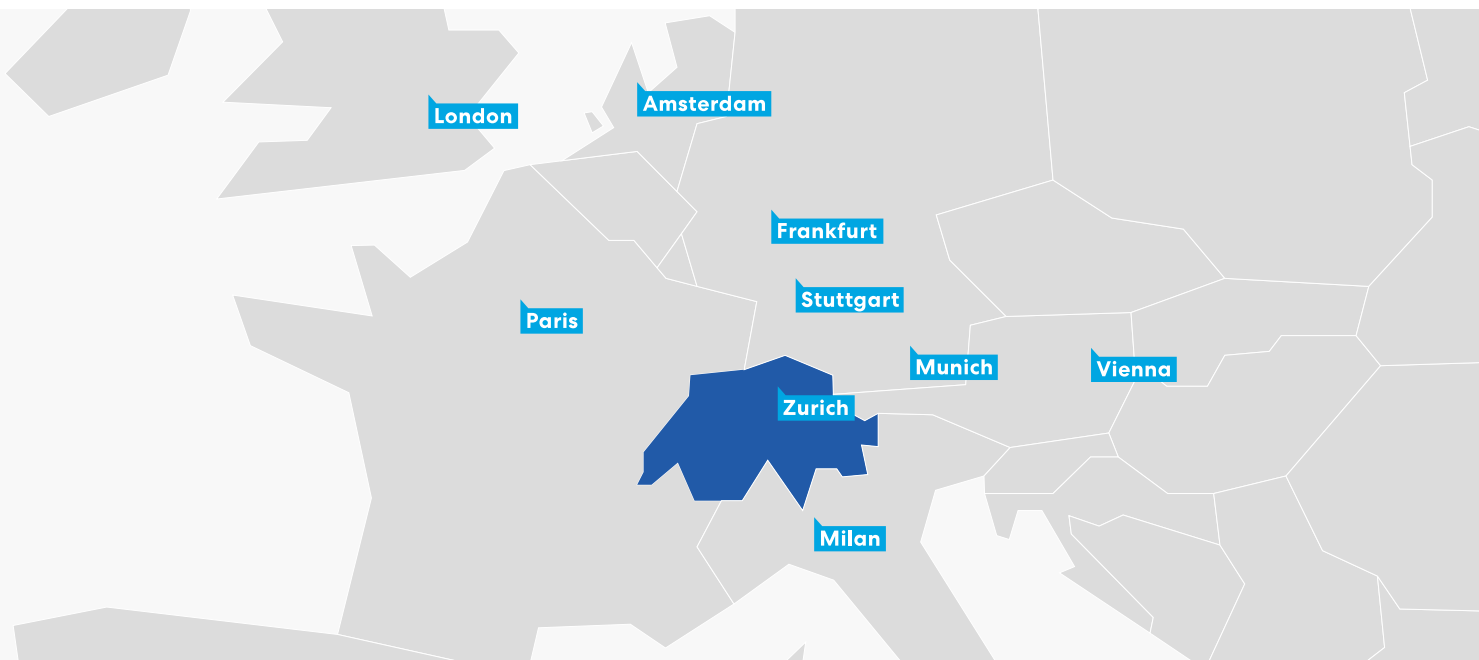 London
Amsterdam
Frankfurt
Stuttgart
Paris
Munich
Vienna
Zurich
Milan